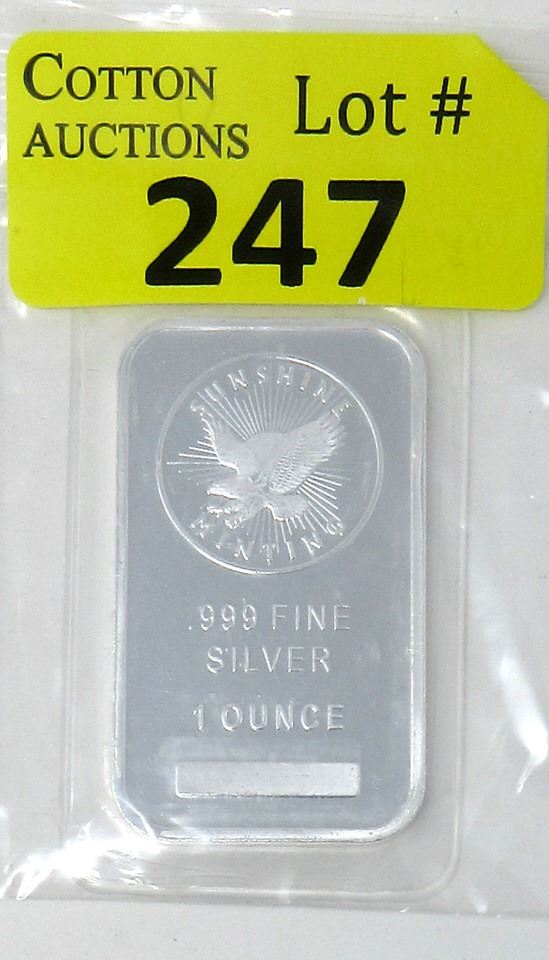 COTTON
AUCTIONS
Lot #
247
SUNSHINE
MINTING
.999 FINE
SILVER
1 OUNCE